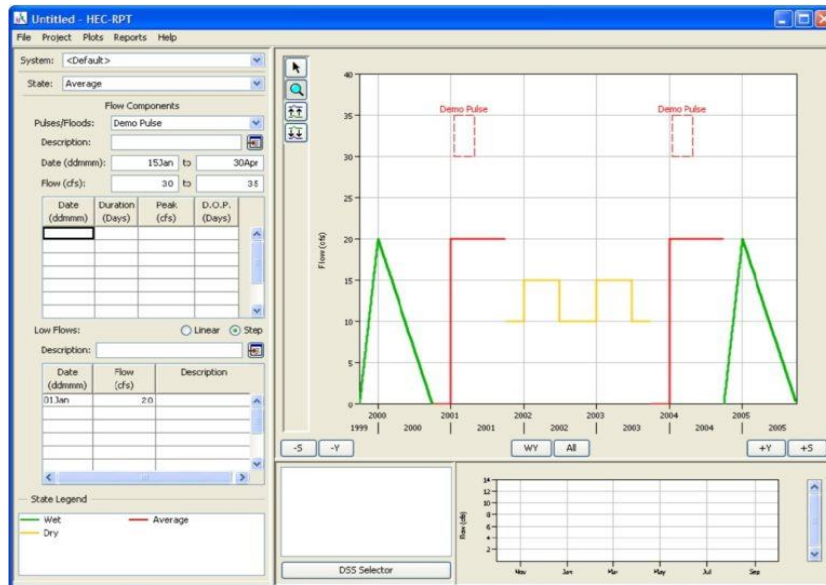 Untitled - HEC-RPT
File Project Plots Reports Help
System: <Default>
State: Average
Flow Components
Pulses/Floods: Demo Pulse
Description:
Date (ddmmm): 15Jan to 30Apr
Flow (cfs): 30 to 35
Date (ddmmm) Duration (Days) Peak (cfs) D.O.P. (Days)
Low Flows: Linear Step
Description:
Date (ddmmm) Flow (cfs) Description
01Jan 20
State Legend
Wet Average
Dry
40
35
30
25
20
15
10
5
0
Flow (cfs)
Demo Pulse Demo Pulse
2000 2001 2002 2003 2004 2005
1999 | 2000 | 2001 | 2002 | 2003 | 2004 | 2005
-S -Y WY All +Y +S
DSS Selector
14
12
10
8
6
4
2
Flow (cfs)
Nov Jan Mar May Jul Sep